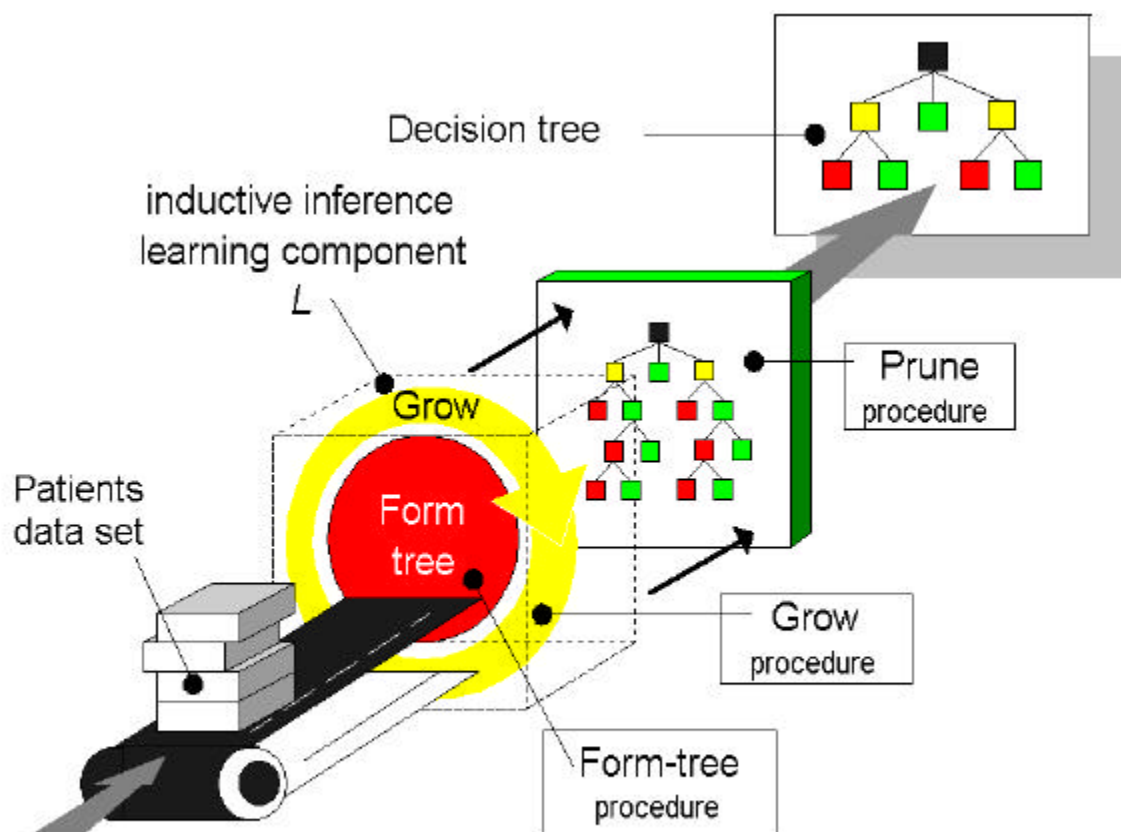 Decision tree
inductive inference
learning component
L
Prune
procedure
Grow
Form
tree
Patients
data set
Grow
procedure
Form-tree
procedure